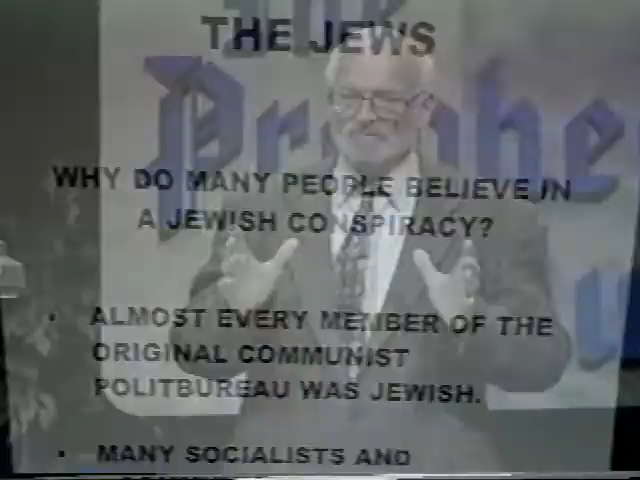 THE JEWS
WHY DO MANY PEOPLE BELIEVE IN
A JEWISH CONSPIRACY?
• ALMOST EVERY MEMBER OF THE
ORIGINAL COMMUNIST
POLITBUREAU WAS JEWISH.
• MANY SOCIALISTS AND